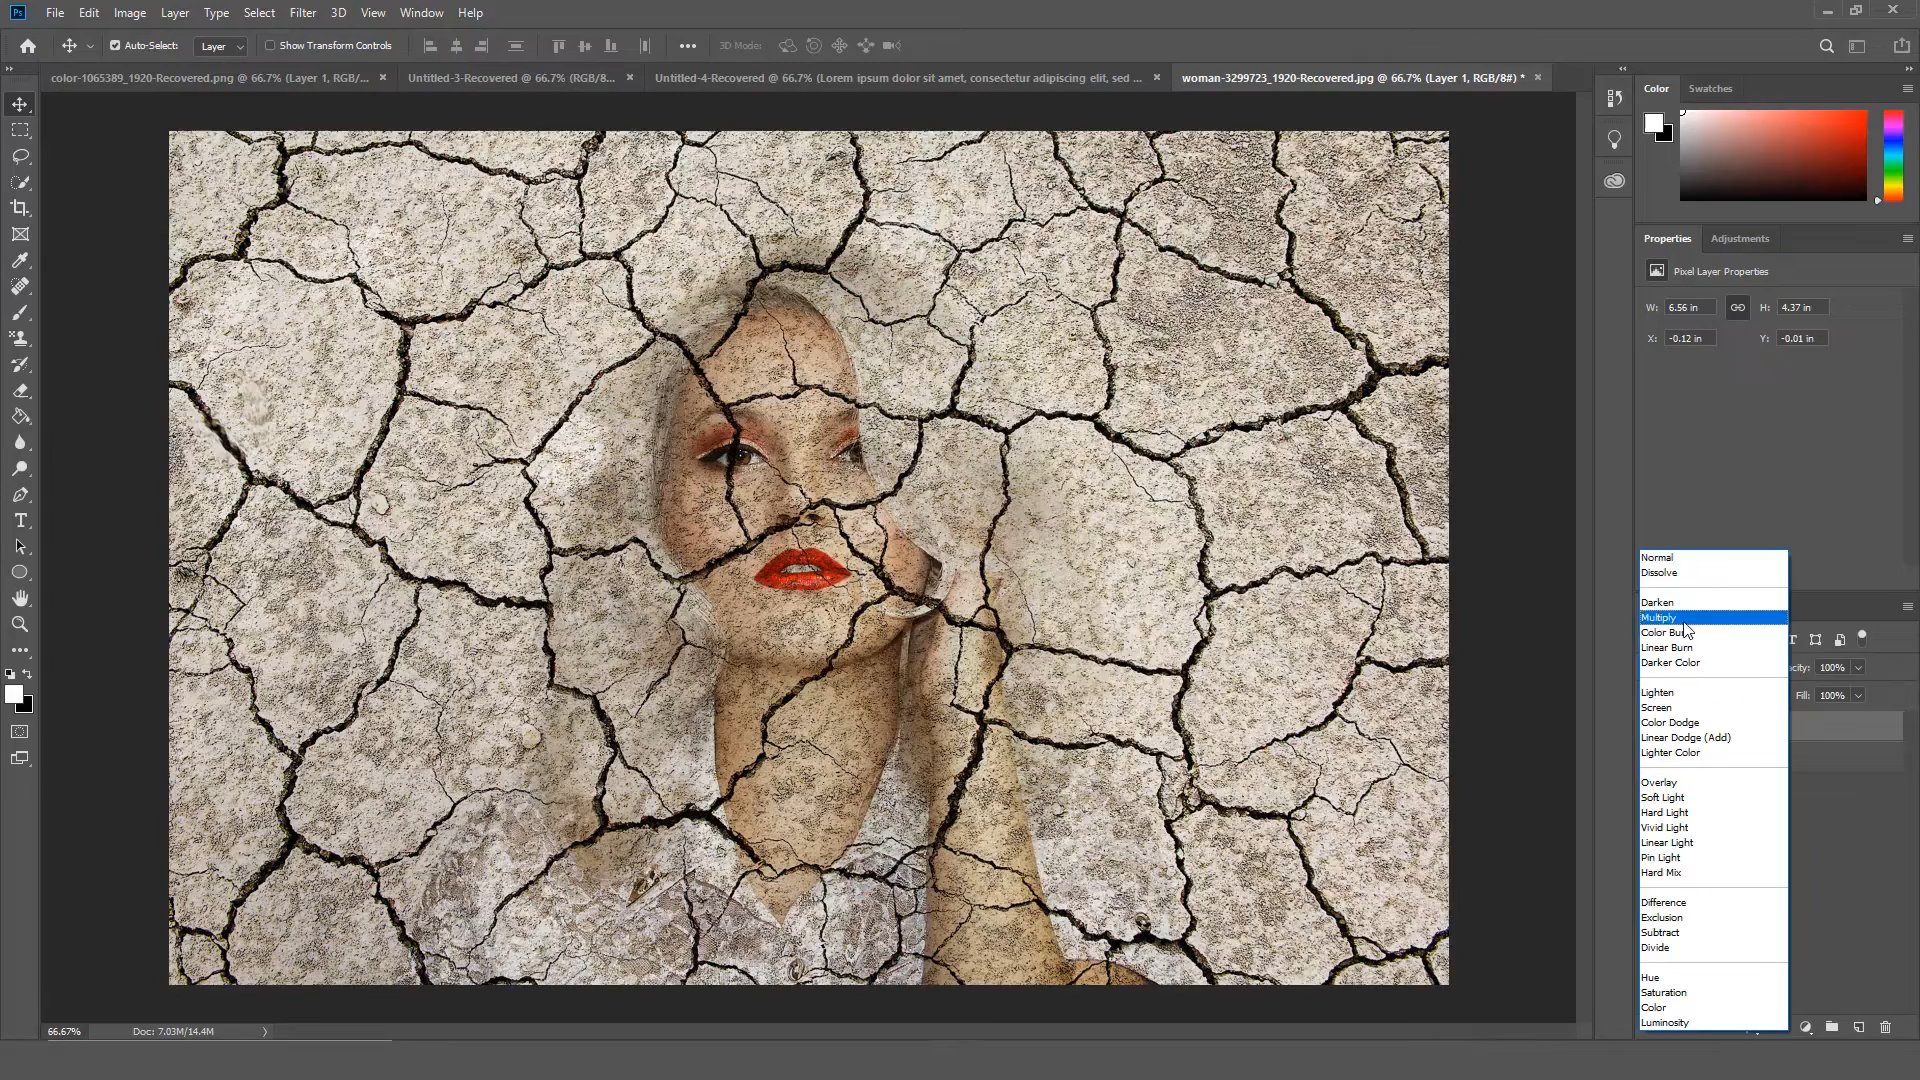 Ps File Edit Image Layer Type Select Filter 3D View Window Help
Auto-Select: Layer Show Transform Controls 3D Mode:
color-1065389_1920-Recovered.png @ 66.7% (Layer 1, RGB/... Untitled-3-Recovered @ 66.7% (RGB/8... Untitled-4-Recovered @ 66.7% (Lorem ipsum dolor sit amet, consectetur adipiscing elit, sed ... woman-3299723_1920-Recovered.jpg @ 66.7% (Layer 1, RGB/8#) *
Color Swatches
Properties Adjustments
Pixel Layer Properties
W: 6.56 in H: 4.37 in
X: -0.12 in Y: -0.01 in
Normal
Dissolve
Darken
Multiply
Color Burn
Linear Burn
Darker Color
Lighten
Screen
Color Dodge
Linear Dodge (Add)
Lighter Color
Overlay
Soft Light
Hard Light
Vivid Light
Linear Light
Pin Light
Hard Mix
Difference
Exclusion
Subtract
Divide
Hue
Saturation
Color
Luminosity
acity: 100%
Fill: 100%
66.67% Doc: 7.03M/14.4M